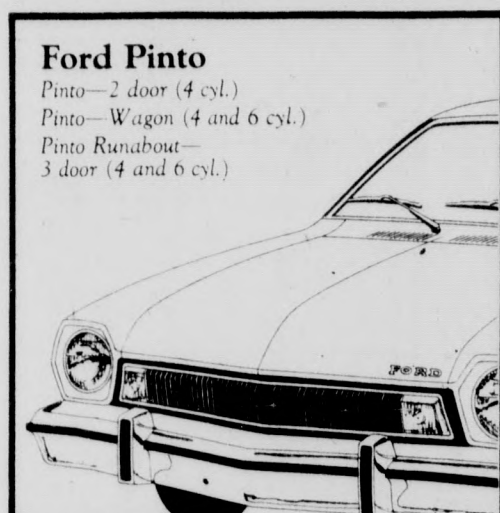 Ford Pinto
Pinto—2 door (4 cyl.)
Pinto—Wagon (4 and 6 cyl.)
Pinto Runabout—
3 door (4 and 6 cyl.)
FORD